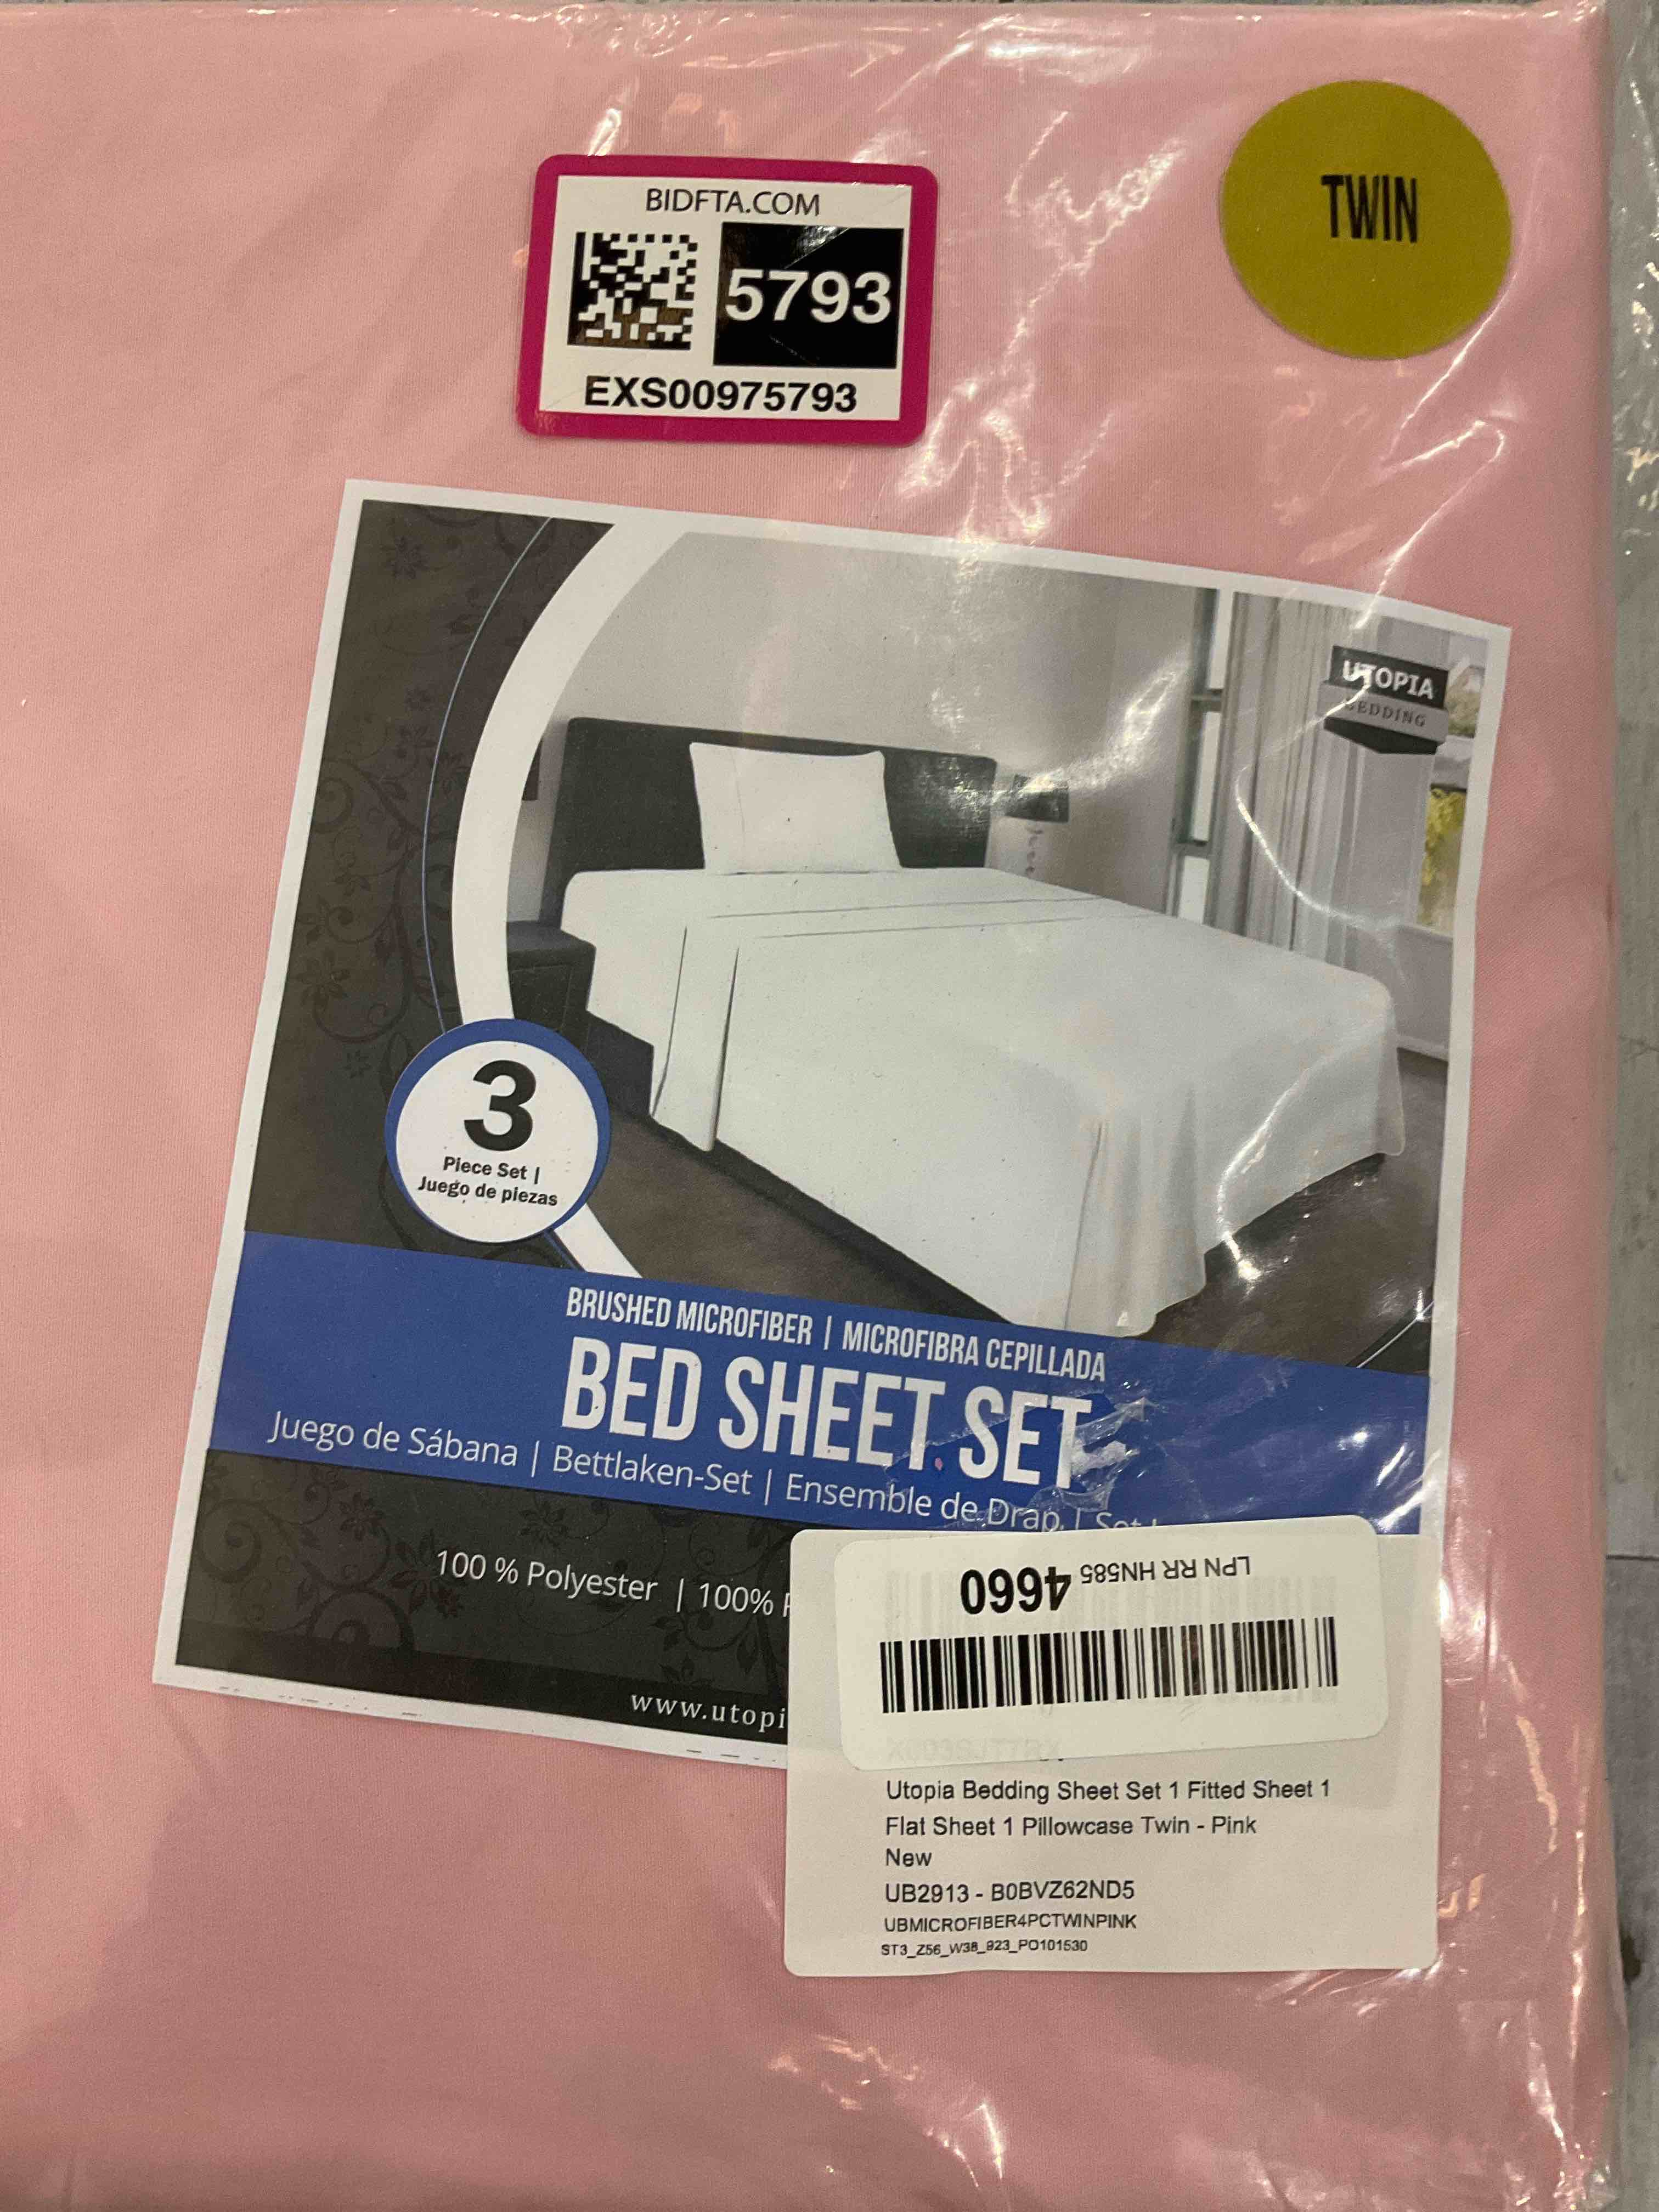 BIDFTA.COM
5793
EXS00975793
TWIN
UTOPIA
BEDDING
3
Piece Set |
Juego de piezas
BRUSHED MICROFIBER | MICROFIBRA CEPILLADA
BED SHEET SET
Juego de Sábana | Bettlaken-Set | Ensemble de Drap | Set
100 % Polyester | 100%
www.utopi
LPN RR HN585 4660
Utopia Bedding Sheet Set 1 Fitted Sheet 1
Flat Sheet 1 Pillowcase Twin - Pink
New
UB2913 - B0BVZ62ND5
UBMICROFIBER4PCTWINPINK
ST3_Z56_W38_923_PO101530